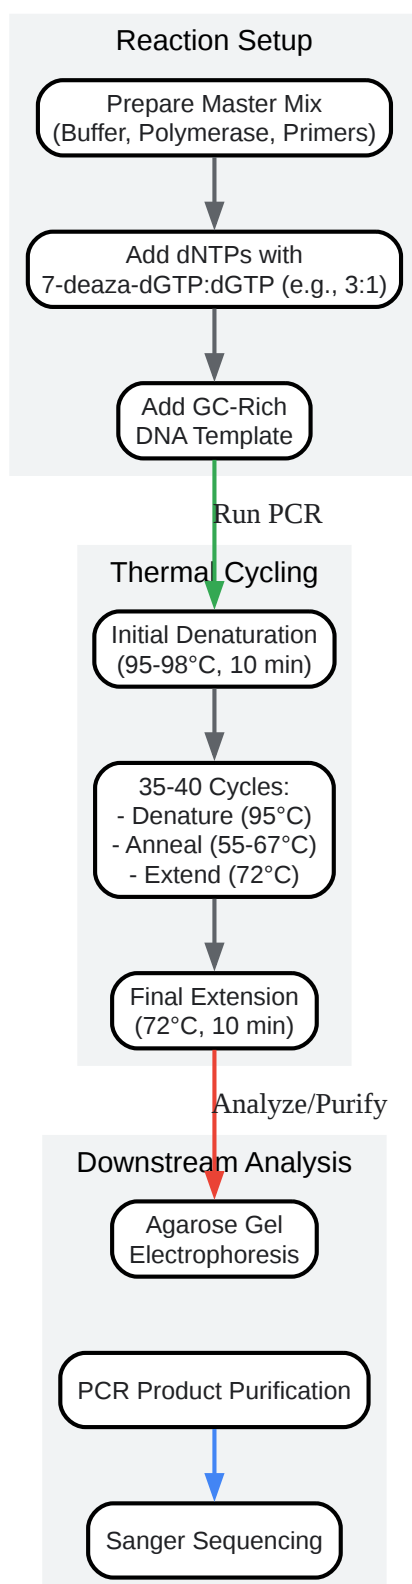 Reaction Setup
Prepare Master Mix
(Buffer, Polymerase, Primers)
Add dNTPs with
7-deaza-dGTP:dGTP (e.g., 3:1)
Add GC-Rich
DNA Template
Run PCR
Thermal Cycling
Initial Denaturation
(95-98°C, 10 min)
35-40 Cycles:
- Denature (95°C)
- Anneal (55-67°C)
- Extend (72°C)
Final Extension
(72°C, 10 min)
Analyze/Purify
Downstream Analysis
Agarose Gel
Electrophoresis
PCR Product Purification
Sanger Sequencing